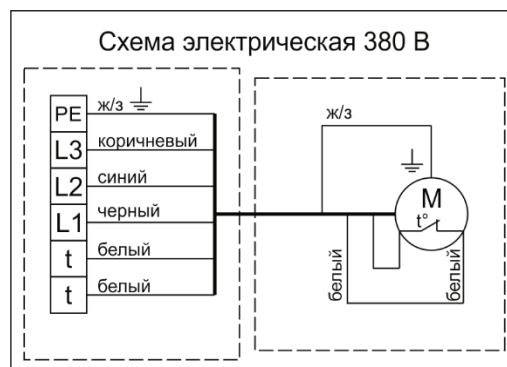 Схема электрическая 380 В
PE ж/з
L3 коричневый
L2 синий
L1 черный
t белый
t белый
ж/з
M
t°
белый
белый